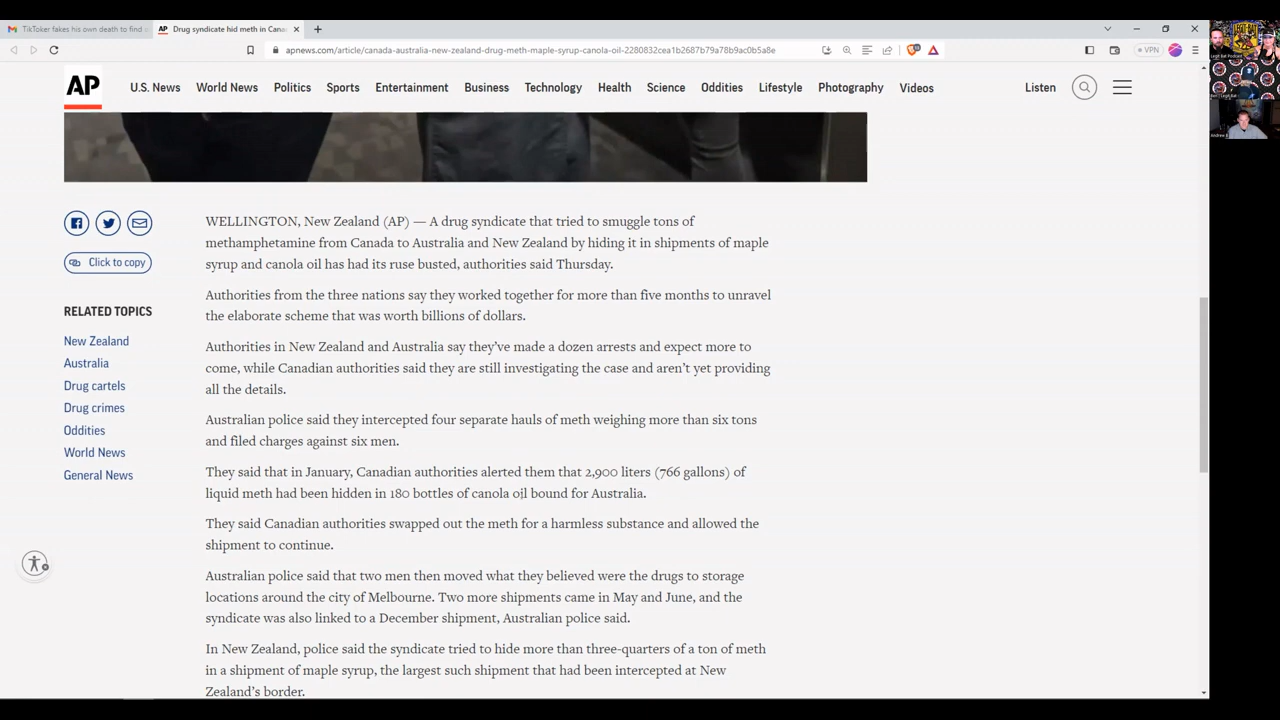 TikToker fakes his own death to find
AP Drug syndicate hid meth in Cana
apnews.com/article/canada-australia-new-zealand-drug-meth-maple-syrup-canola-oil-2280832cea1b2687b79a78b9ac0b5a8e
VPN
AP
U.S. News World News Politics Sports Entertainment Business Technology Health Science Oddities Lifestyle Photography Videos Listen
Click to copy
RELATED TOPICS
New Zealand
Australia
Drug cartels
Drug crimes
Oddities
World News
General News
WELLINGTON, New Zealand (AP) — A drug syndicate that tried to smuggle tons of
methamphetamine from Canada to Australia and New Zealand by hiding it in shipments of maple
syrup and canola oil has had its ruse busted, authorities said Thursday.
Authorities from the three nations say they worked together for more than five months to unravel
the elaborate scheme that was worth billions of dollars.
Authorities in New Zealand and Australia say they’ve made a dozen arrests and expect more to
come, while Canadian authorities said they are still investigating the case and aren’t yet providing
all the details.
Australian police said they intercepted four separate hauls of meth weighing more than six tons
and filed charges against six men.
They said that in January, Canadian authorities alerted them that 2,900 liters (766 gallons) of
liquid meth had been hidden in 180 bottles of canola oil bound for Australia.
They said Canadian authorities swapped out the meth for a harmless substance and allowed the
shipment to continue.
Australian police said that two men then moved what they believed were the drugs to storage
locations around the city of Melbourne. Two more shipments came in May and June, and the
syndicate was also linked to a December shipment, Australian police said.
In New Zealand, police said the syndicate tried to hide more than three-quarters of a ton of meth
in a shipment of maple syrup, the largest such shipment that had been intercepted at New
Zealand’s border.